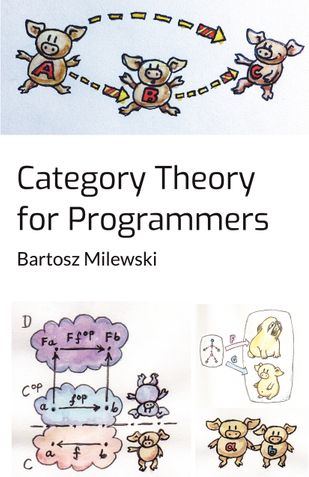 A
B
C
Category Theory
for Programmers
Bartosz Milewski
D
Fa Ff^op Fb
C^op
a f^op b
a f b
C
F
G
a b